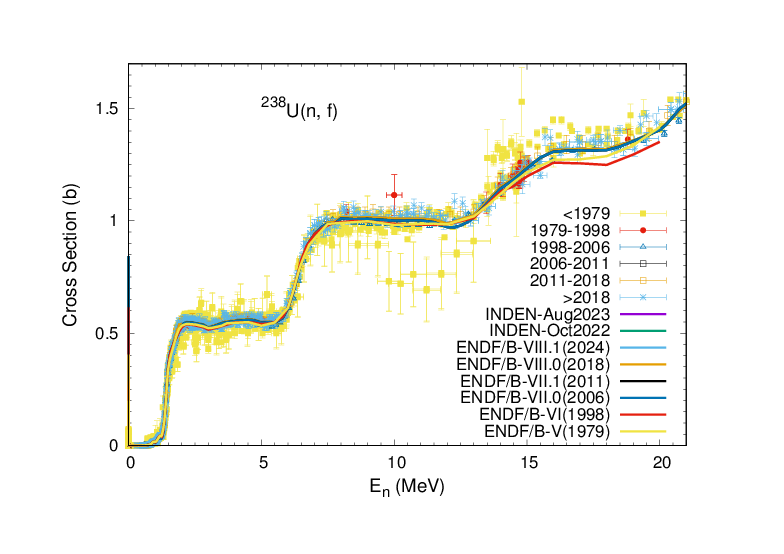 1.5
1
0.5
0
0
5
10
15
20
Cross Section (b)
E_n (MeV)
²³⁸U(n, f)
<1979
1979-1998
1998-2006
2006-2011
2011-2018
>2018
INDEN-Aug2023
INDEN-Oct2022
ENDF/B-VIII.1(2024)
ENDF/B-VIII.0(2018)
ENDF/B-VII.1(2011)
ENDF/B-VII.0(2006)
ENDF/B-VI(1998)
ENDF/B-V(1979)